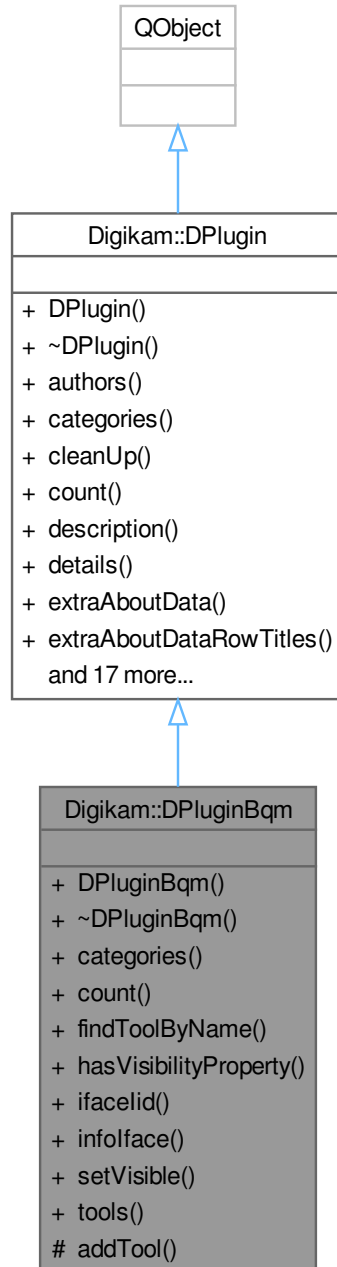 QObject
Digikam::DPlugin
+ DPlugin()
+ ~DPlugin()
+ authors()
+ categories()
+ cleanUp()
+ count()
+ description()
+ details()
+ extraAboutData()
+ extraAboutDataRowTitles()
and 17 more...
Digikam::DPluginBqm
+ DPluginBqm()
+ ~DPluginBqm()
+ categories()
+ count()
+ findToolByName()
+ hasVisibilityProperty()
+ ifaceIid()
+ infoIface()
+ setVisible()
+ tools()
# addTool()